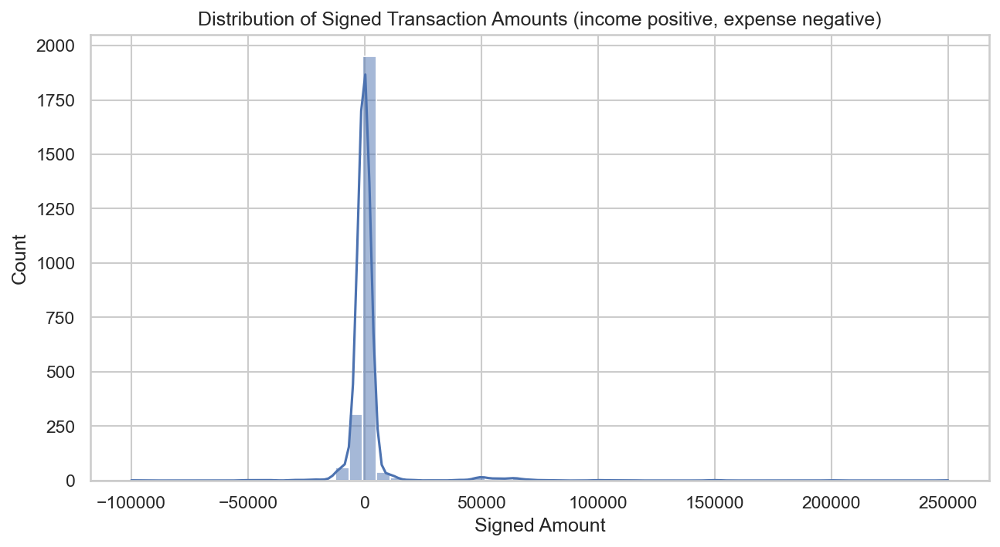 Distribution of Signed Transaction Amounts (income positive, expense negative)
2000
1750
1500
1250
1000
750
500
250
0
Count
−100000 −50000 0 50000 100000 150000 200000 250000
Signed Amount